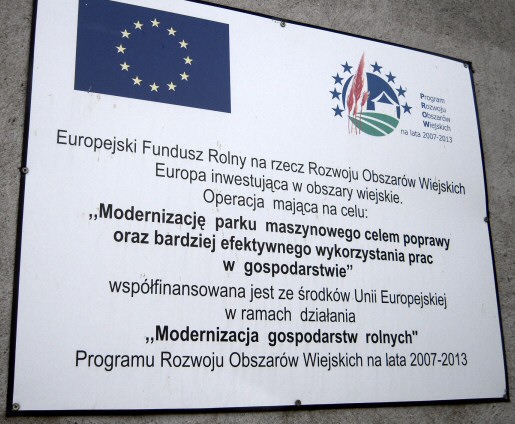 Program
Rozwoju
Obszarów
Wiejskich
na lata 2007-2013
Europejski Fundusz Rolny na rzecz Rozwoju Obszarów Wiejskich
Europa inwestująca w obszary wiejskie.
Operacja mająca na celu:
,,Modernizację parku maszynowego celem poprawy
oraz bardziej efektywnego wykorzystania prac
w gospodarstwie”
współfinansowana jest ze środków Unii Europejskiej
w ramach działania
,,Modernizacja gospodarstw rolnych"
Programu Rozwoju Obszarów Wiejskich na lata 2007-2013